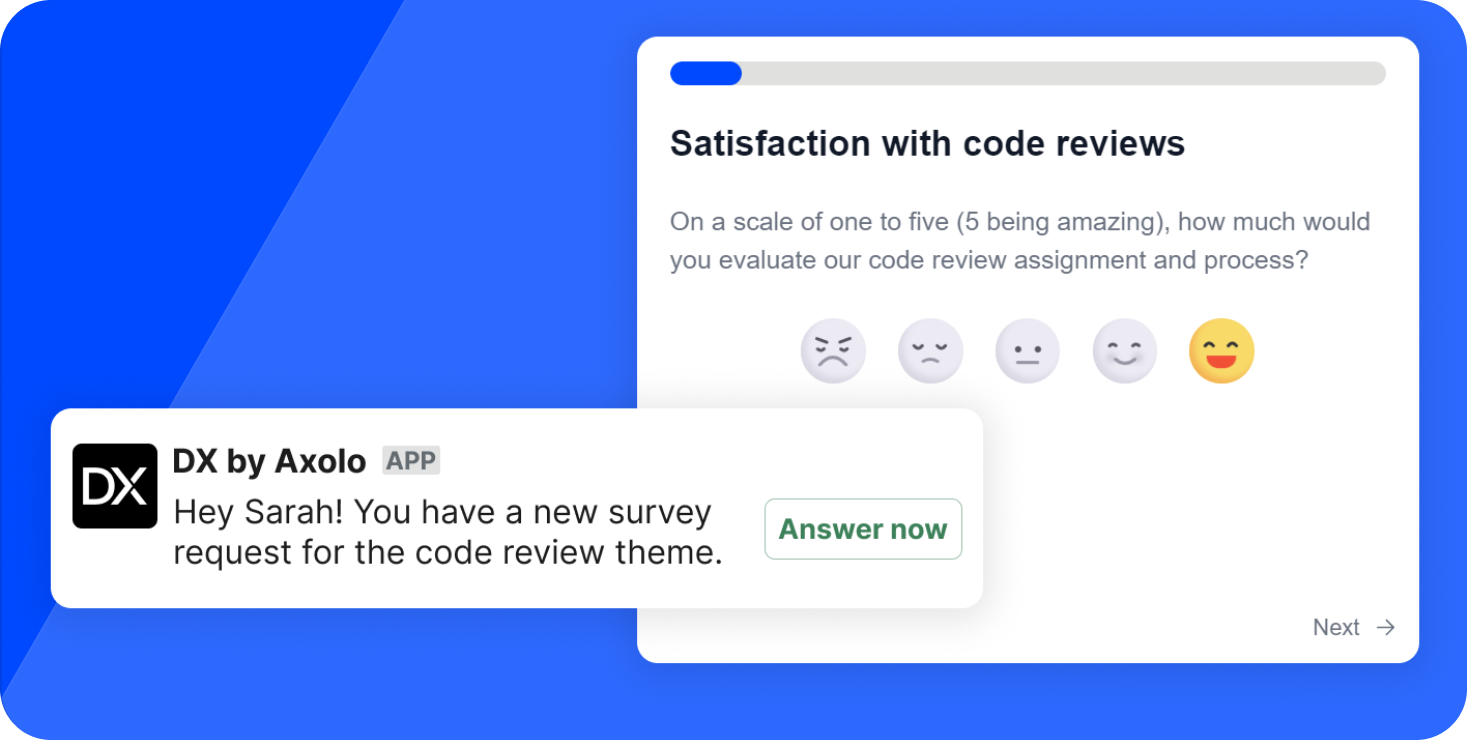 Satisfaction with code reviews
On a scale of one to five (5 being amazing), how much would
you evaluate our code review assignment and process?
DX
DX by Axolo APP
Hey Sarah! You have a new survey
request for the code review theme.
Answer now
Next →